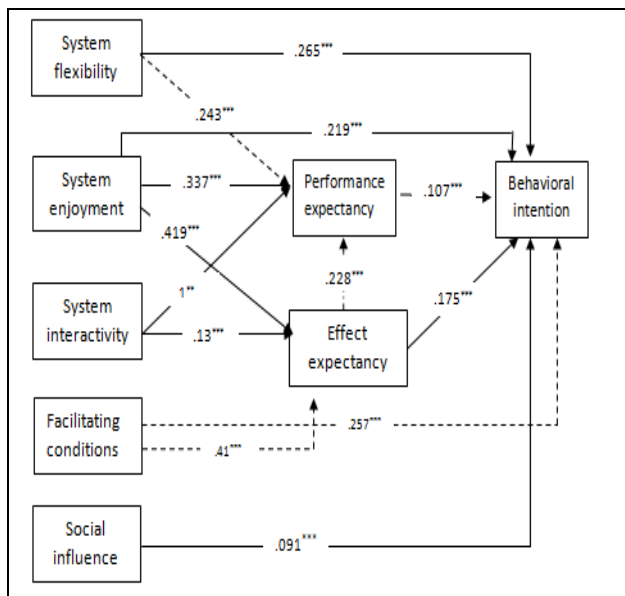 System
flexibility
.265***
.243***
.219***
System
enjoyment
.337***
Performance
expectancy
.107***
Behavioral
intention
.419***
.228***
.175***
System
interactivity
1**
.13***
Effect
expectancy
Facilitating
conditions
.257***
.41***
Social
influence
.091***